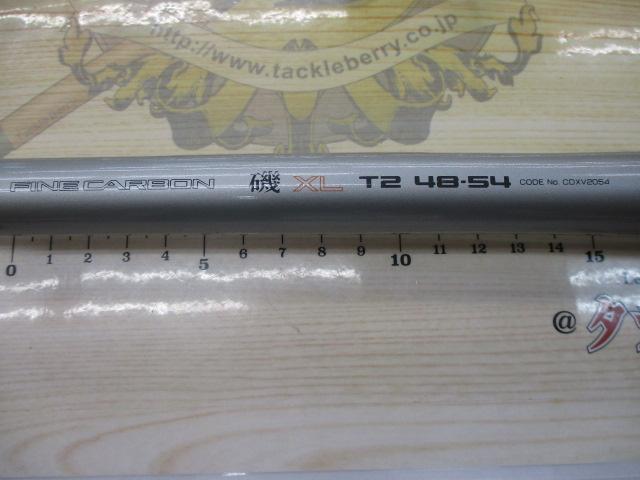 http://www.tackleberry.co.jp
FINE CARBON 磯 XL T2 48-54 CODE No. CDXV2054
0 1 2 3 4 5 6 7 8 9 10 11 12 13 14 15
@